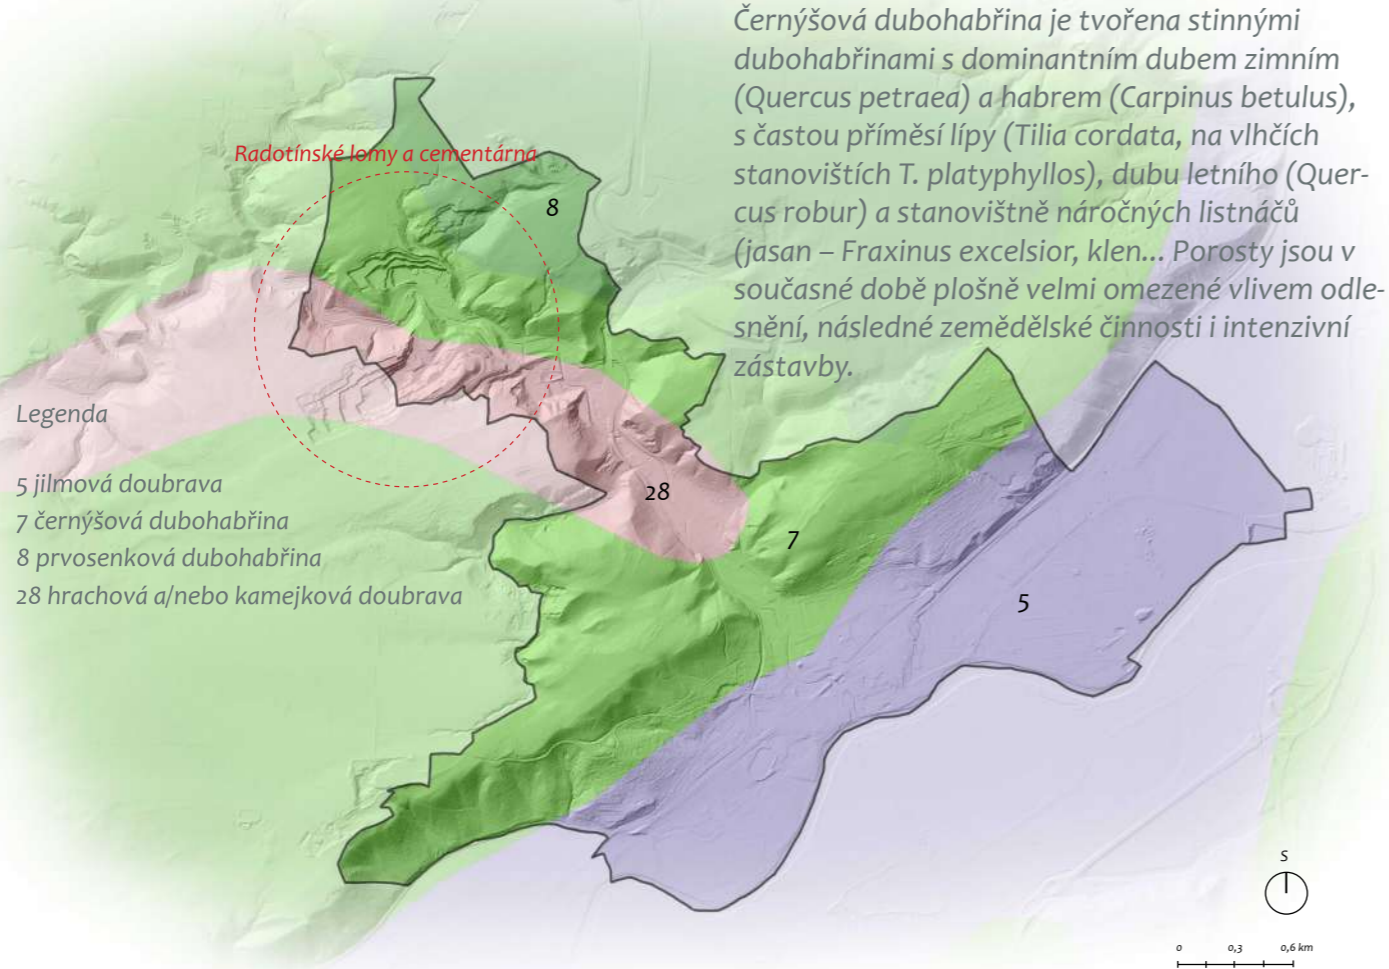 Černýšová dubohabřina je tvořena stinnými
dubohabřinami s dominantním dubem zimním
(Quercus petraea) a habrem (Carpinus betulus),
s častou příměsí lípy (Tilia cordata, na vlhčích
stanovištích T. platyphyllos), dubu letního (Quer-
cus robur) a stanovištně náročných listnáčů
(jasan – Fraxinus excelsior, klen... Porosty jsou v
současné době plošně velmi omezené vlivem odle-
snění, následné zemědělské činnosti i intenzivní
zástavby.
Radotínské lomy a cementárna
8
28
7
5
Legenda
5 jilmová doubrava
7 černýšová dubohabřina
8 prvosenková dubohabřina
28 hrachová a/nebo kamejková doubrava
S
0 0,3 0,6 km